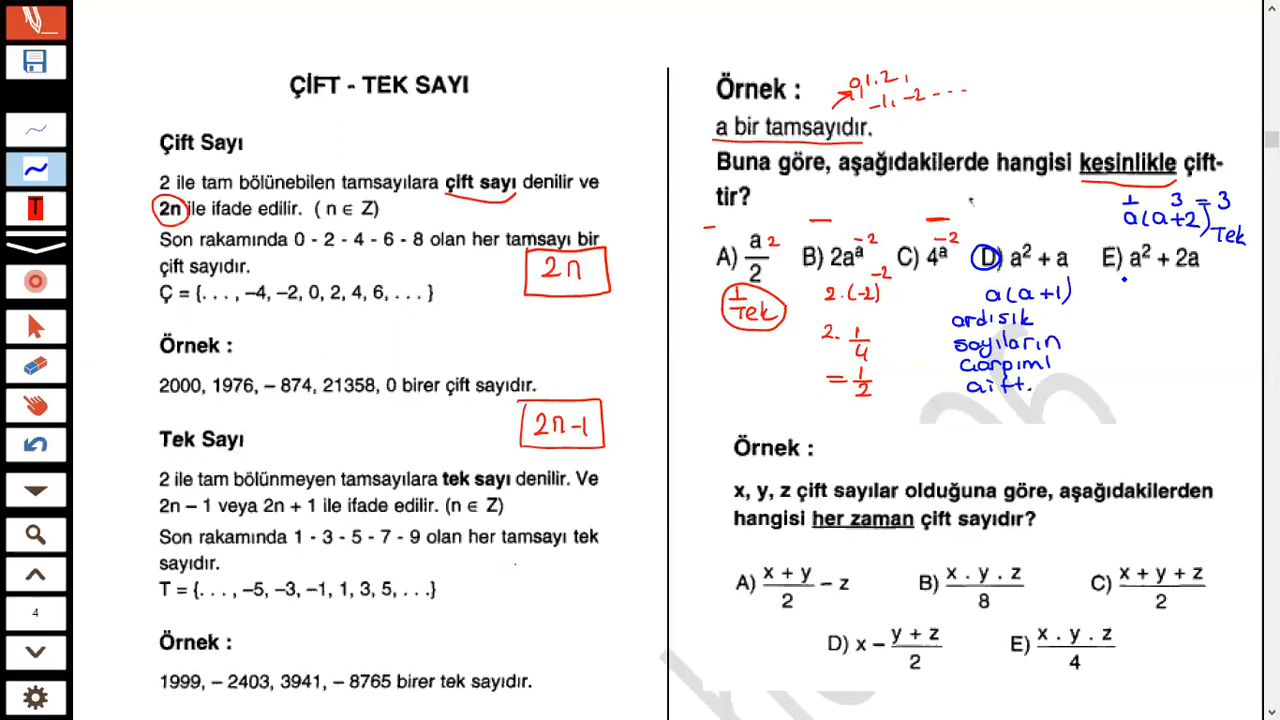 ÇİFT - TEK SAYI
Çift Sayı
2 ile tam bölünebilen tamsayılara çift sayı denilir ve
2n ile ifade edilir. ( n ∈ Z)
Son rakamında 0 - 2 - 4 - 6 - 8 olan her tamsayı bir
çift sayıdır.
2n
Ç = {. . . , –4, –2, 0, 2, 4, 6, . . . }
Örnek :
2000, 1976, – 874, 21358, 0 birer çift sayıdır.
2n-1
Tek Sayı
2 ile tam bölünmeyen tamsayılara tek sayı denilir. Ve
2n – 1 veya 2n + 1 ile ifade edilir. (n ∈ Z)
Son rakamında 1 - 3 - 5 - 7 - 9 olan her tamsayı tek
sayıdır.
T = {. . . , –5, –3, –1, 1, 3, 5, . . .}
Örnek :
1999, – 2403, 3941, – 8765 birer tek sayıdır.
Örnek :
0, 1, 2,
-1, -2 - - -
a bir tamsayıdır.
Buna göre, aşağıdakilerde hangisi kesinlikle çift-
tir?
1 3 = 3
a(a+2) Tek
A) a/2 B) 2aᵃ C) 4ᵃ D) a² + a E) a² + 2a
2 -2 -2
1 Tek
2.(-2)⁻²
2. 1/4
= 1/2
a(a+1)
ardısık
sayıların
çarpımı
çift.
Örnek :
x, y, z çift sayılar olduğuna göre, aşağıdakilerden
hangisi her zaman çift sayıdır?
A) x + y/2 – z B) x . y . z/8 C) x + y + z/2
D) x – y + z/2 E) x . y . z/4
4
T